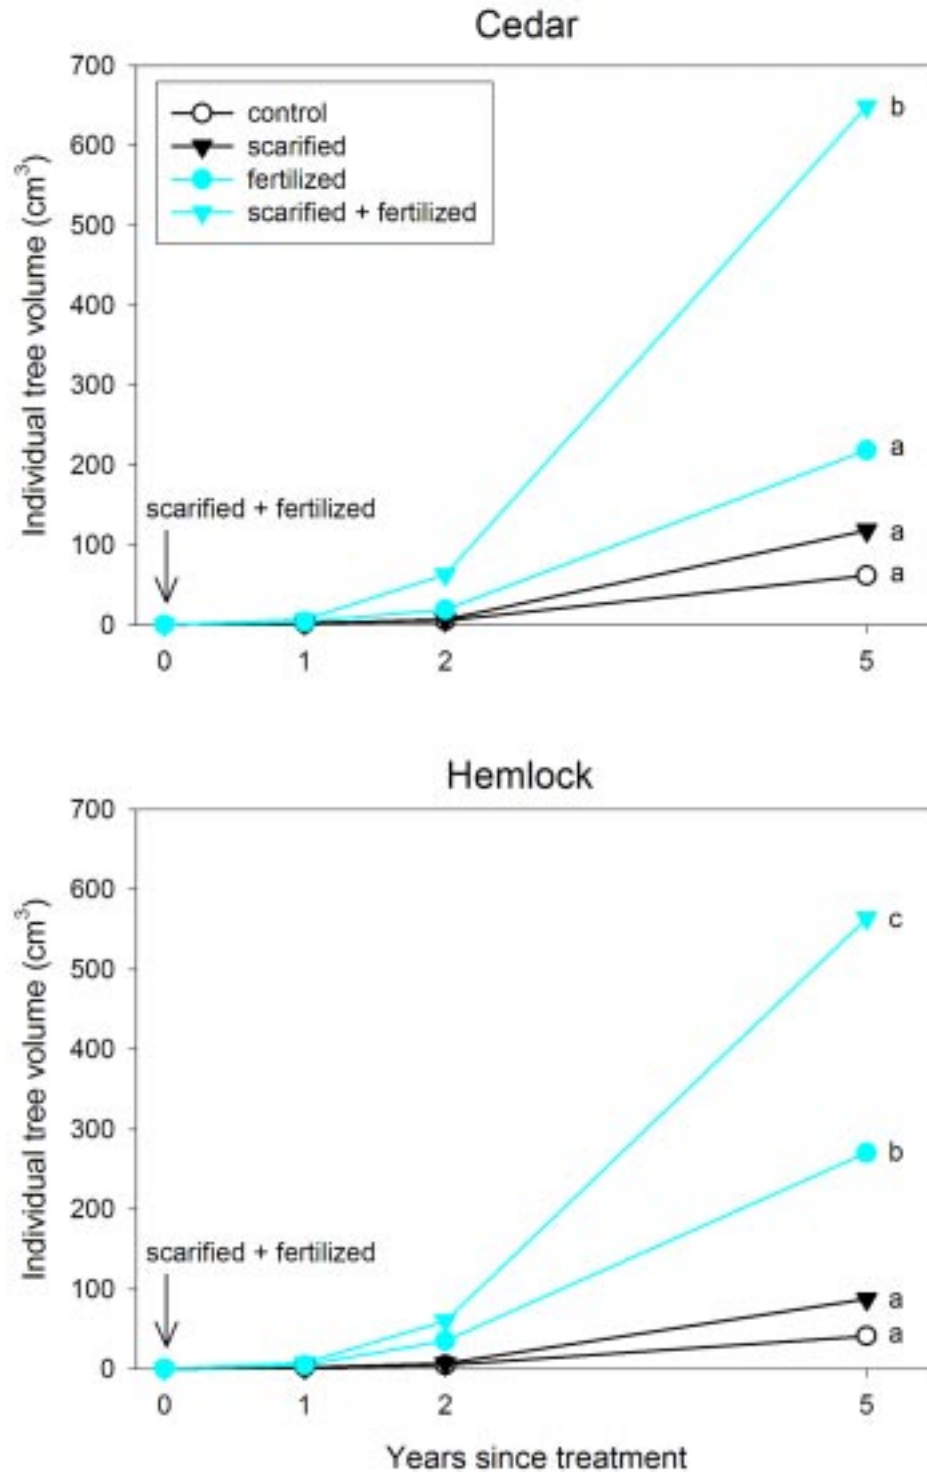 Cedar
700
600
500
400
300
200
100
0
Individual tree volume (cm³)
control
scarified
fertilized
scarified + fertilized
b
a
a
a
scarified + fertilized
0 1 2 5
Hemlock
700
600
500
400
300
200
100
0
Individual tree volume (cm³)
c
b
a
a
scarified + fertilized
0 1 2 5
Years since treatment